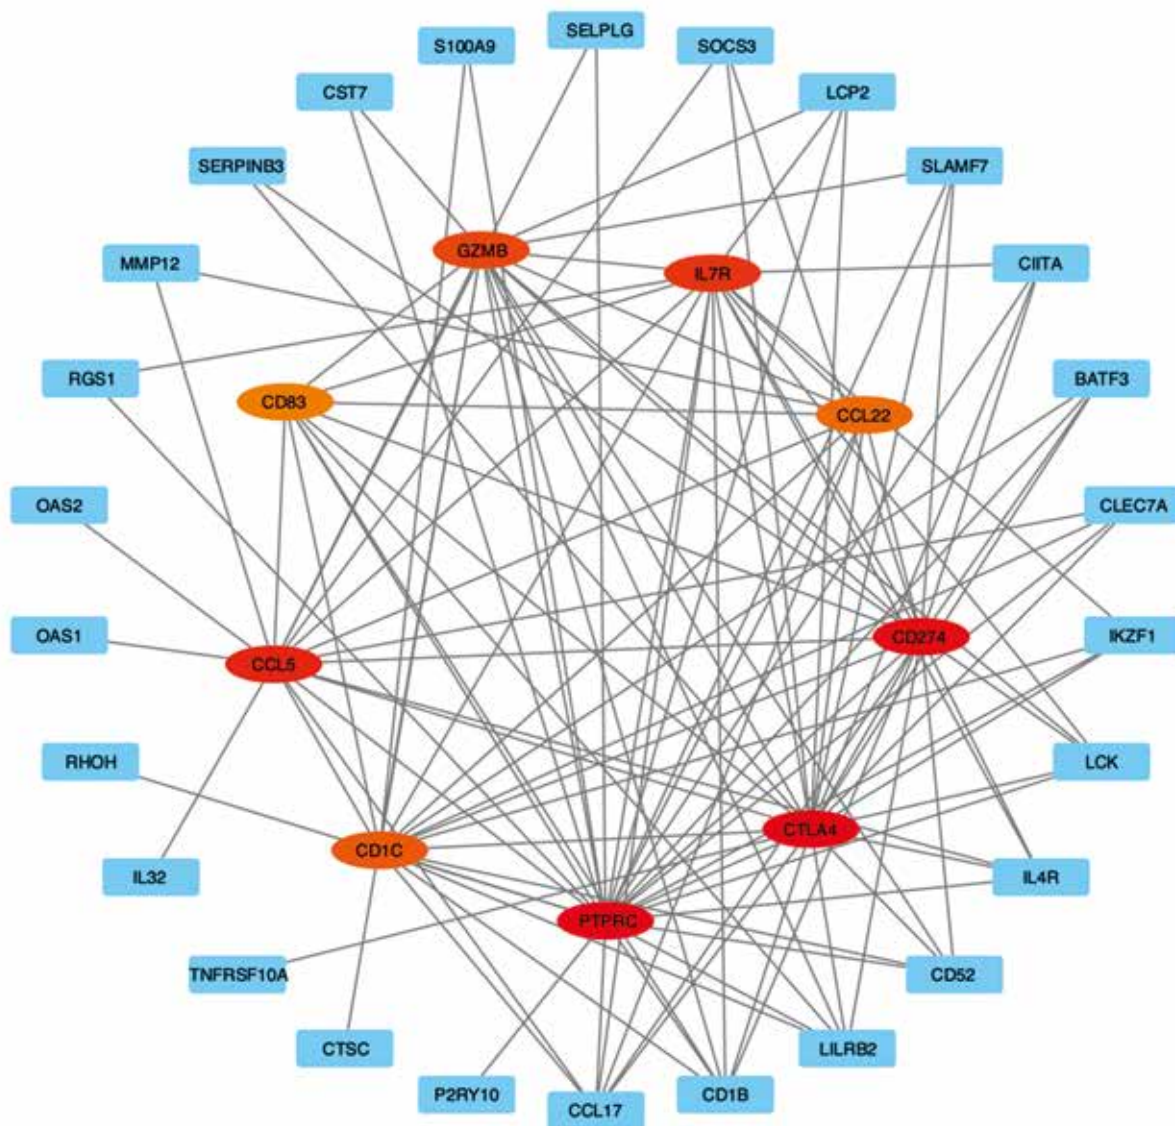 SELPLG
S100A9
SOCS3
CST7
LCP2
SERPINB3
SLAMF7
GZMB
MMP12
IL7R
CIITA
RGS1
BATF3
CD83
CCL22
OAS2
CLEC7A
OAS1
CD274
IKZF1
CCL5
RHOH
LCK
CTLA4
CD1C
IL32
IL4R
PTPRC
TNFRSF10A
CD52
CTSC
LILRB2
P2RY10
CD1B
CCL17